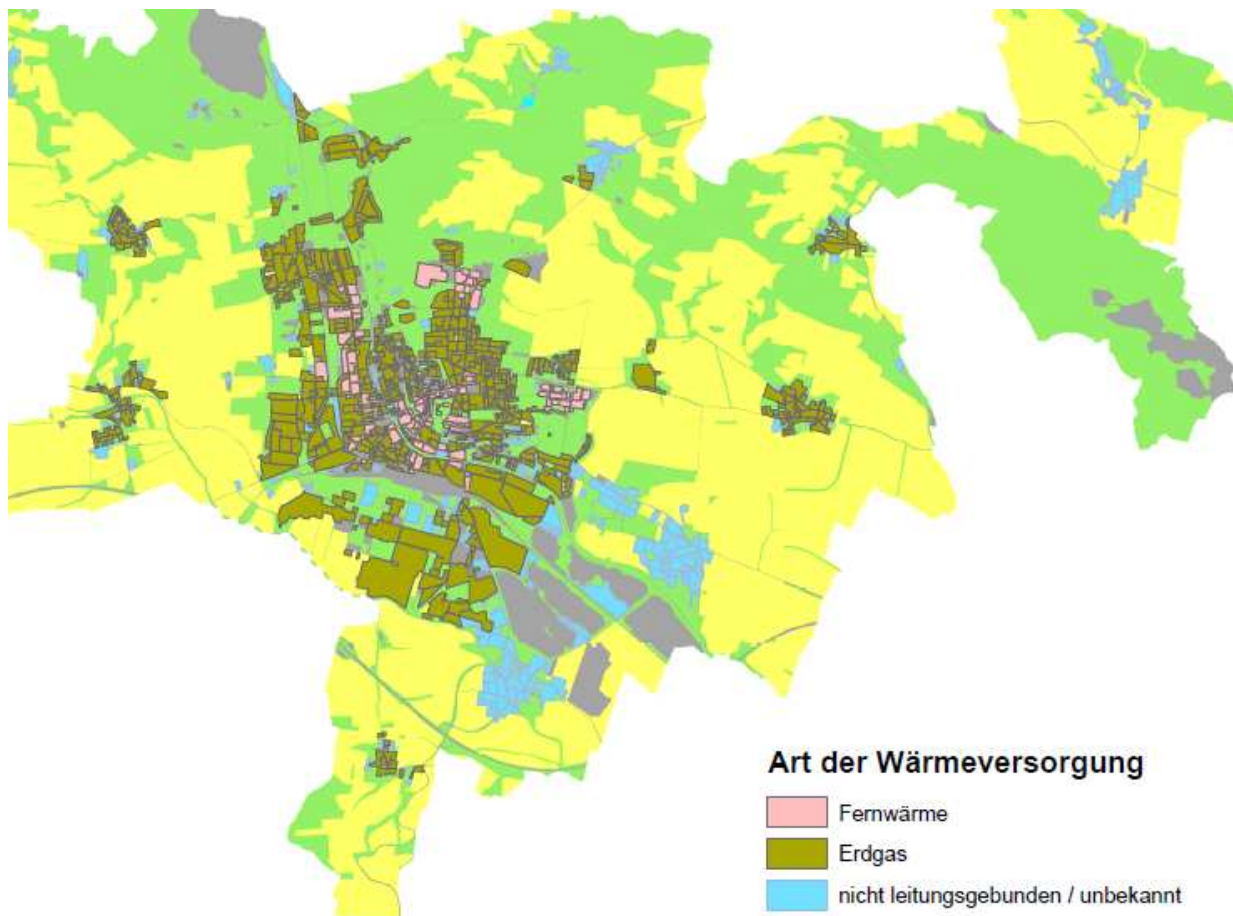 Art der Wärmeversorgung
Fernwärme
Erdgas
nicht leitungsgebunden / unbekannt